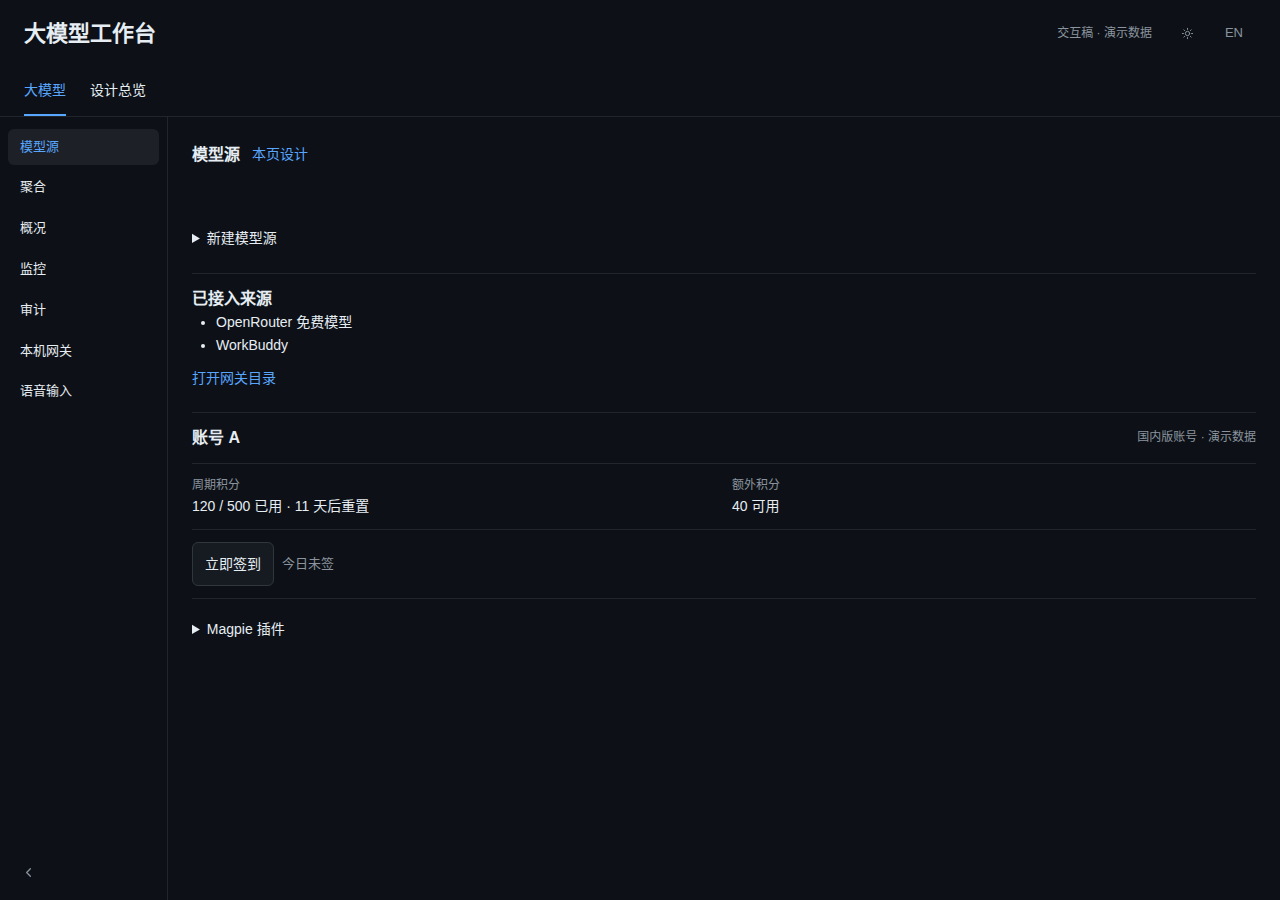 大模型工作台
交互稿 · 演示数据
EN
大模型
设计总览
模型源
聚合
概况
监控
审计
本机网关
语音输入
模型源 本页设计
新建模型源
已接入来源
OpenRouter 免费模型
WorkBuddy
打开网关目录
账号 A
国内版账号 · 演示数据
周期积分
120 / 500 已用 · 11 天后重置
额外积分
40 可用
立即签到
今日未签
Magpie 插件